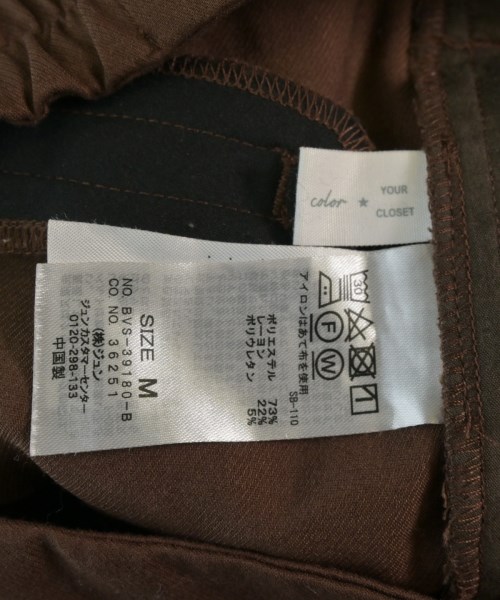 color ★ YOUR
CLOSET
30
F
W
アイロンはあて布を使用
SB-110
ポリエステル 73%
レーヨン 22%
ポリウレタン 5%
SIZE M
NO. BVS-39180-B
CO. NO. 36251
(株)ジュン
ジュンカスタマーセンター
0120-298-133
中国製